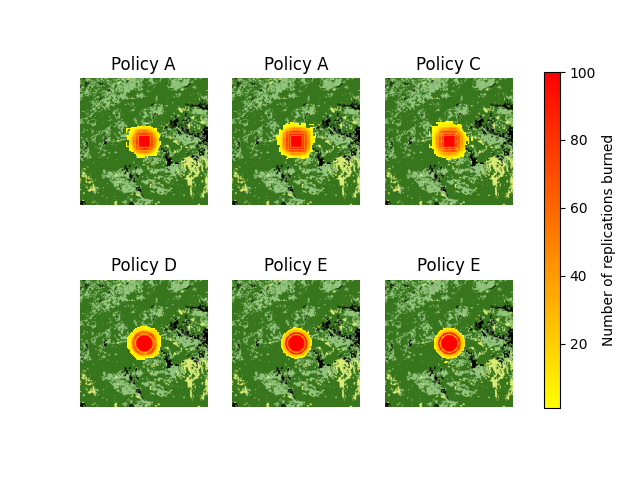 Policy A
Policy A
Policy C
Policy D
Policy E
Policy E
100
80
60
40
20
Number of replications burned